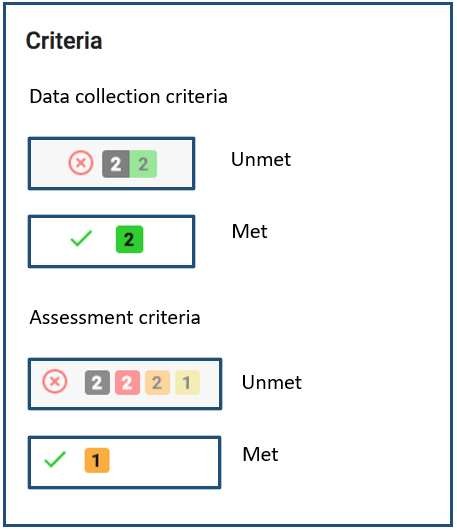 Criteria
Data collection criteria
2 2 Unmet
2 Met
Assessment criteria
2 2 2 1 Unmet
1 Met